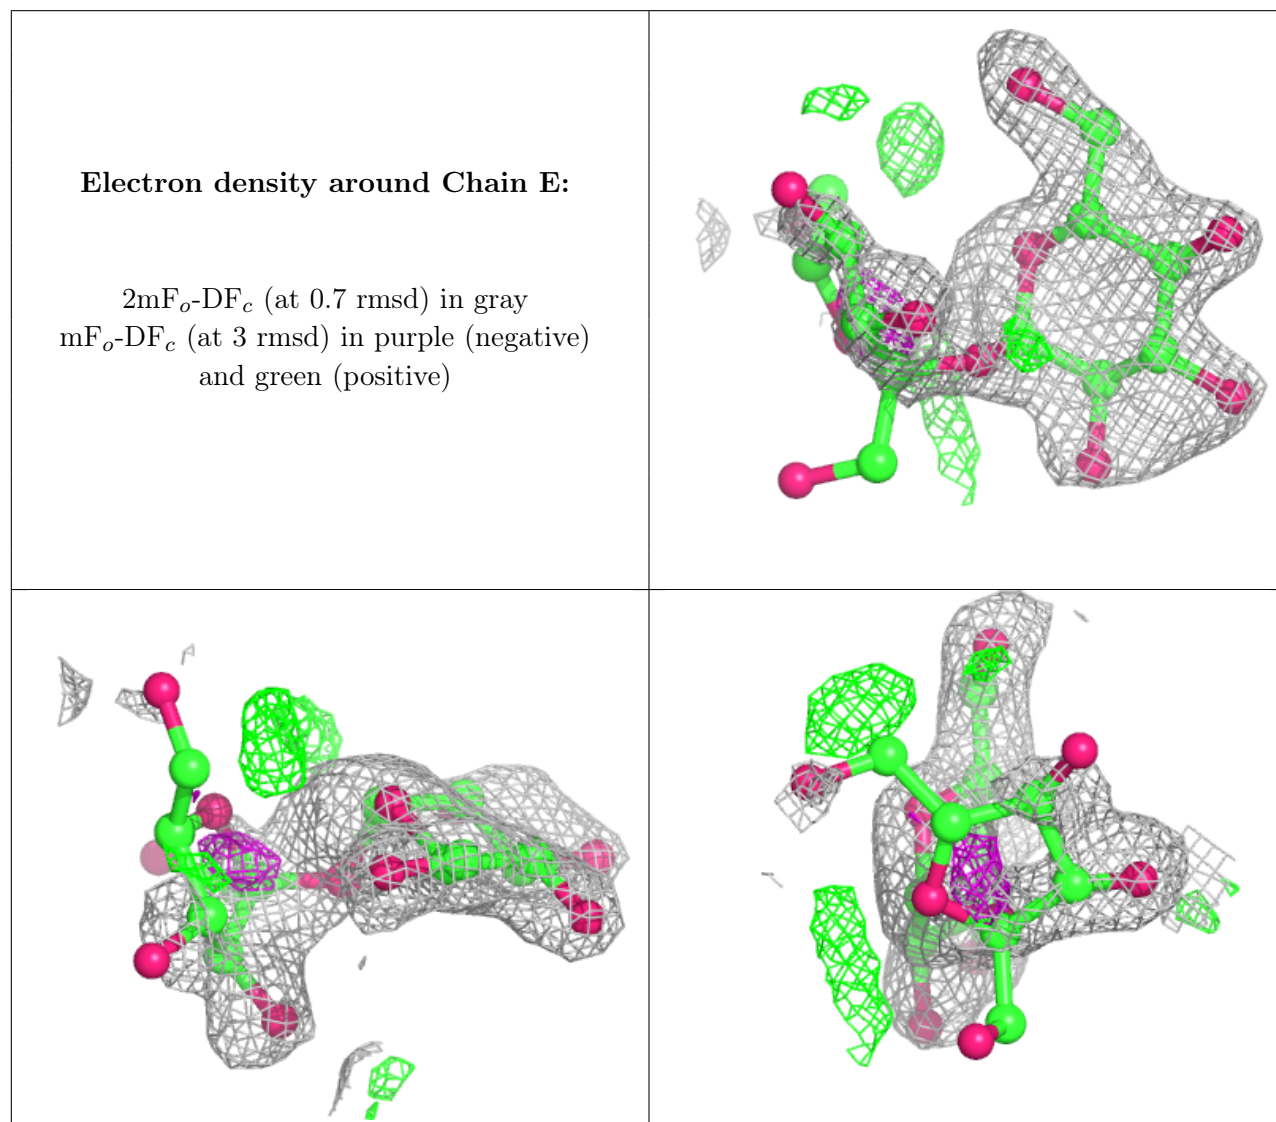 Electron density around Chain E:
2mFₒ-DF𝒸 (at 0.7 rmsd) in gray
mFₒ-DF𝒸 (at 3 rmsd) in purple (negative)
and green (positive)